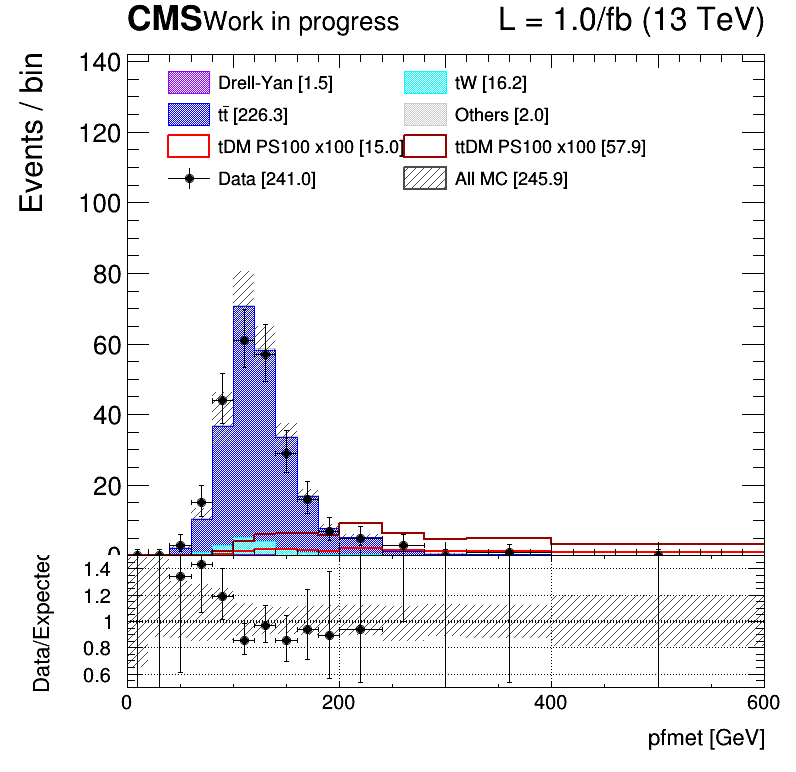 CMS Work in progress L = 1.0/fb (13 TeV)
Events / bin
140
120
100
80
60
40
20
0
Drell-Yan [1.5] tW [16.2]
tt̄ [226.3] Others [2.0]
tDM PS100 x100 [15.0] ttDM PS100 x100 [57.9]
Data [241.0] All MC [245.9]
Data/Expected
1.4
1.2
1
0.8
0.6
0 200 400 600
pfmet [GeV]